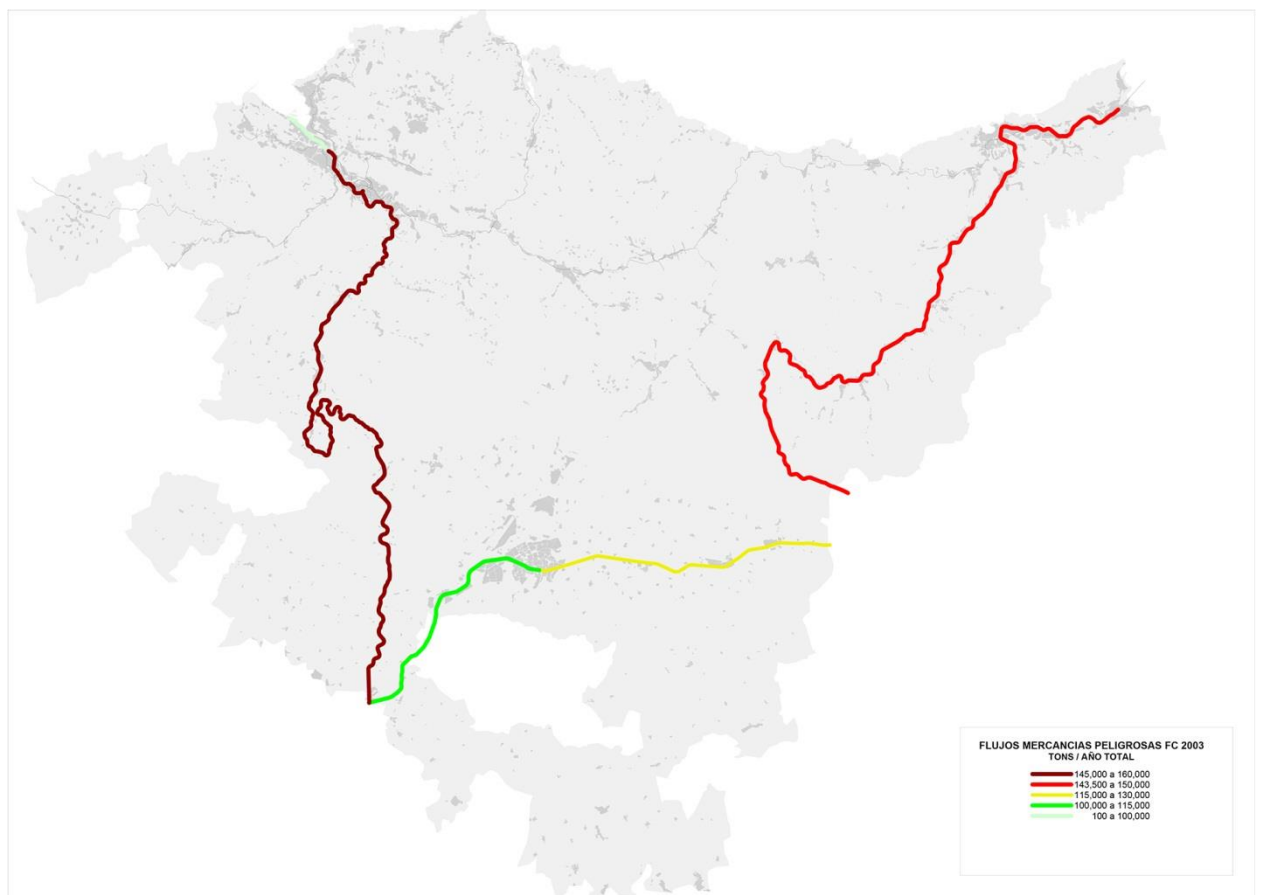 FLUJOS MERCANCIAS PELIGROSAS FC 2003
TONS / AÑO TOTAL
145,000 a 160,000
143,500 a 150,000
115,000 a 130,000
100,000 a 115,000
100 a 100,000